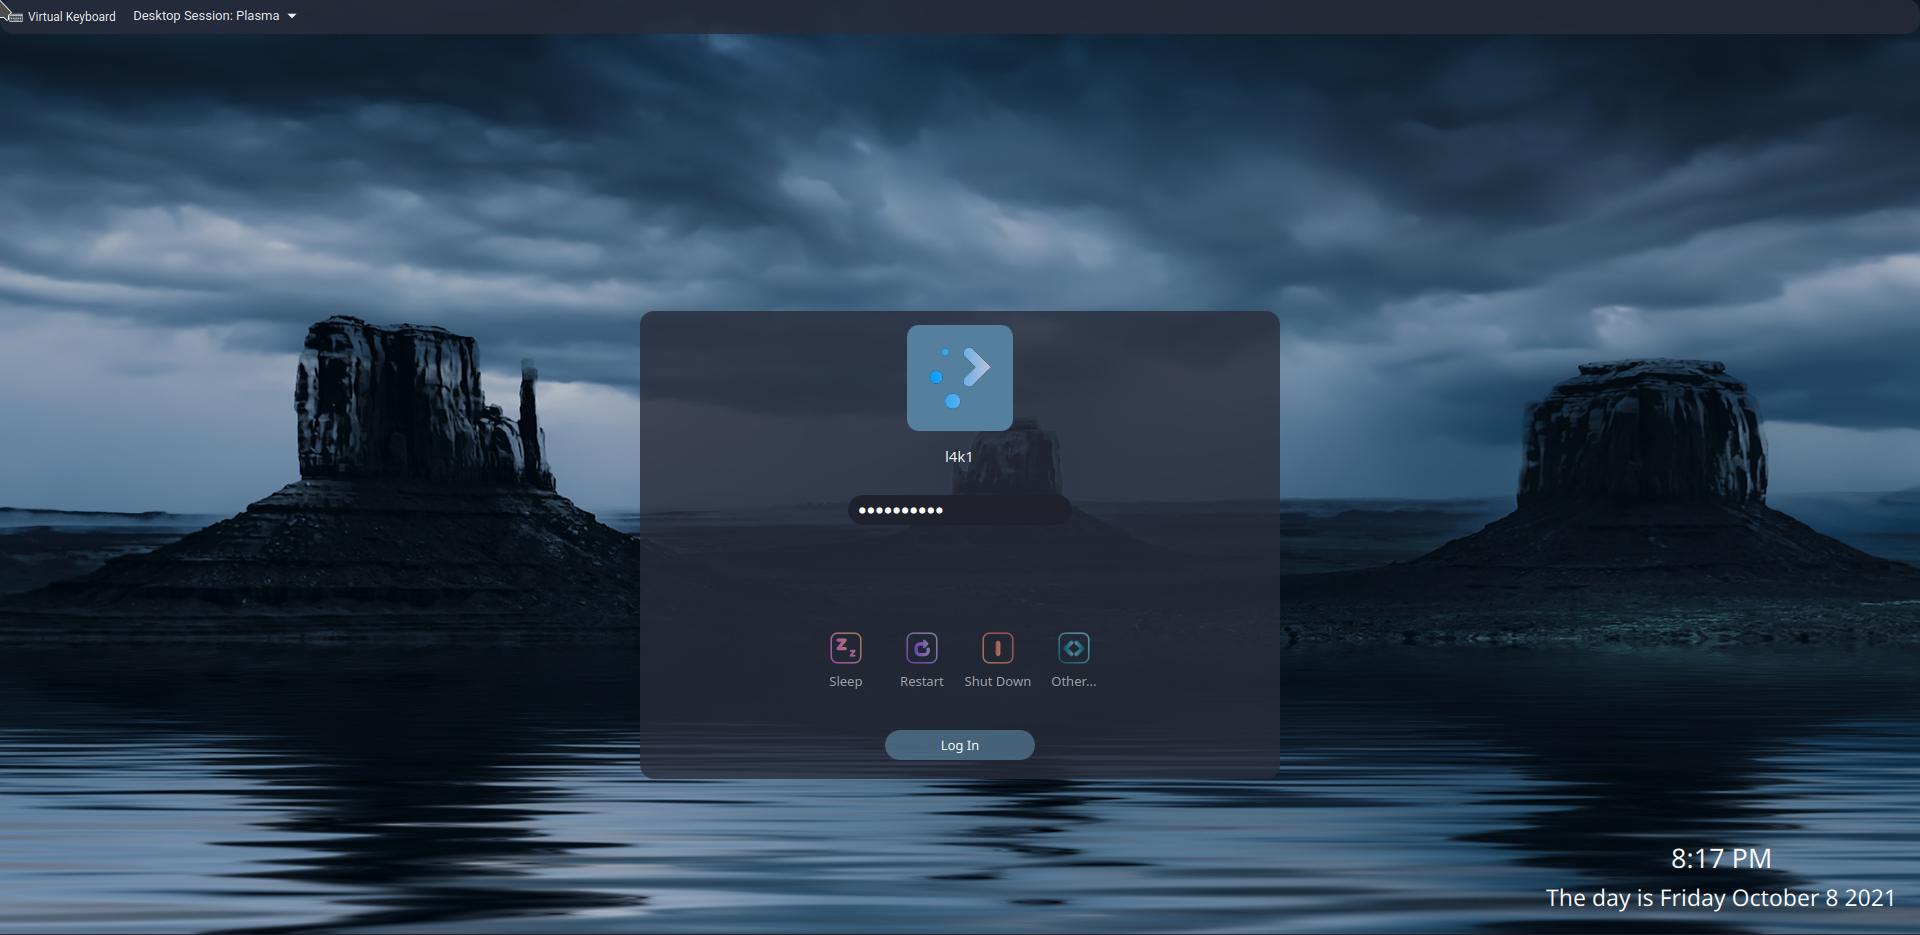 Virtual Keyboard Desktop Session: Plasma
l4k1
Sleep Restart Shut Down Other...
Log In
8:17 PM
The day is Friday October 8 2021